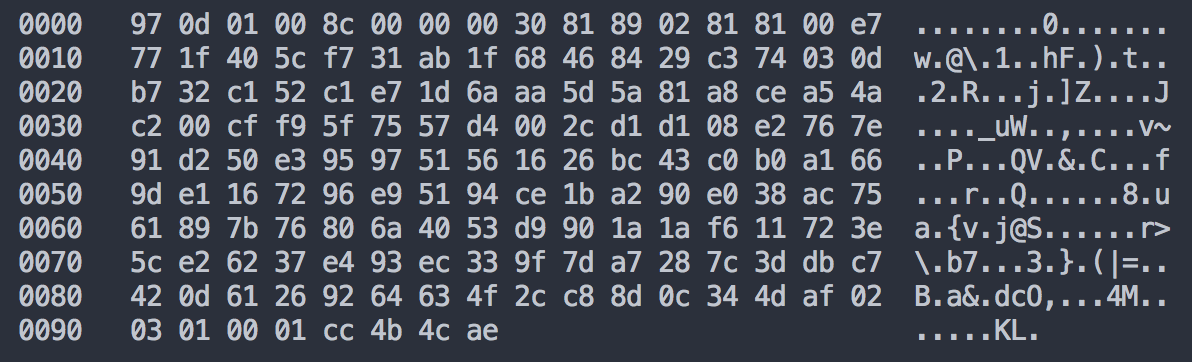 0000 97 0d 01 00 8c 00 00 00 30 81 89 02 81 81 00 e7 ........0.......
0010 77 1f 40 5c f7 31 ab 1f 68 46 84 29 c3 74 03 0d w.@\.1..hF.).t..
0020 b7 32 c1 52 c1 e7 1d 6a aa 5d 5a 81 a8 ce a5 4a .2.R...j.]Z....J
0030 c2 00 cf f9 5f 75 57 d4 00 2c d1 d1 08 e2 76 7e ...._uW..,....v~
0040 91 d2 50 e3 95 97 51 56 16 26 bc 43 c0 b0 a1 66 ..P...QV.&.C...f
0050 9d e1 16 72 96 e9 51 94 ce 1b a2 90 e0 38 ac 75 ...r..Q......8.u
0060 61 89 7b 76 80 6a 40 53 d9 90 1a 1a f6 11 72 3e a.{v.j@S......r>
0070 5c e2 62 37 e4 93 ec 33 9f 7d a7 28 7c 3d db c7 \.b7...3.}.(|=..
0080 42 0d 61 26 92 64 63 4f 2c c8 8d 0c 34 4d af 02 B.a&.dcO,...4M..
0090 03 01 00 01 cc 4b 4c ae .....KL.